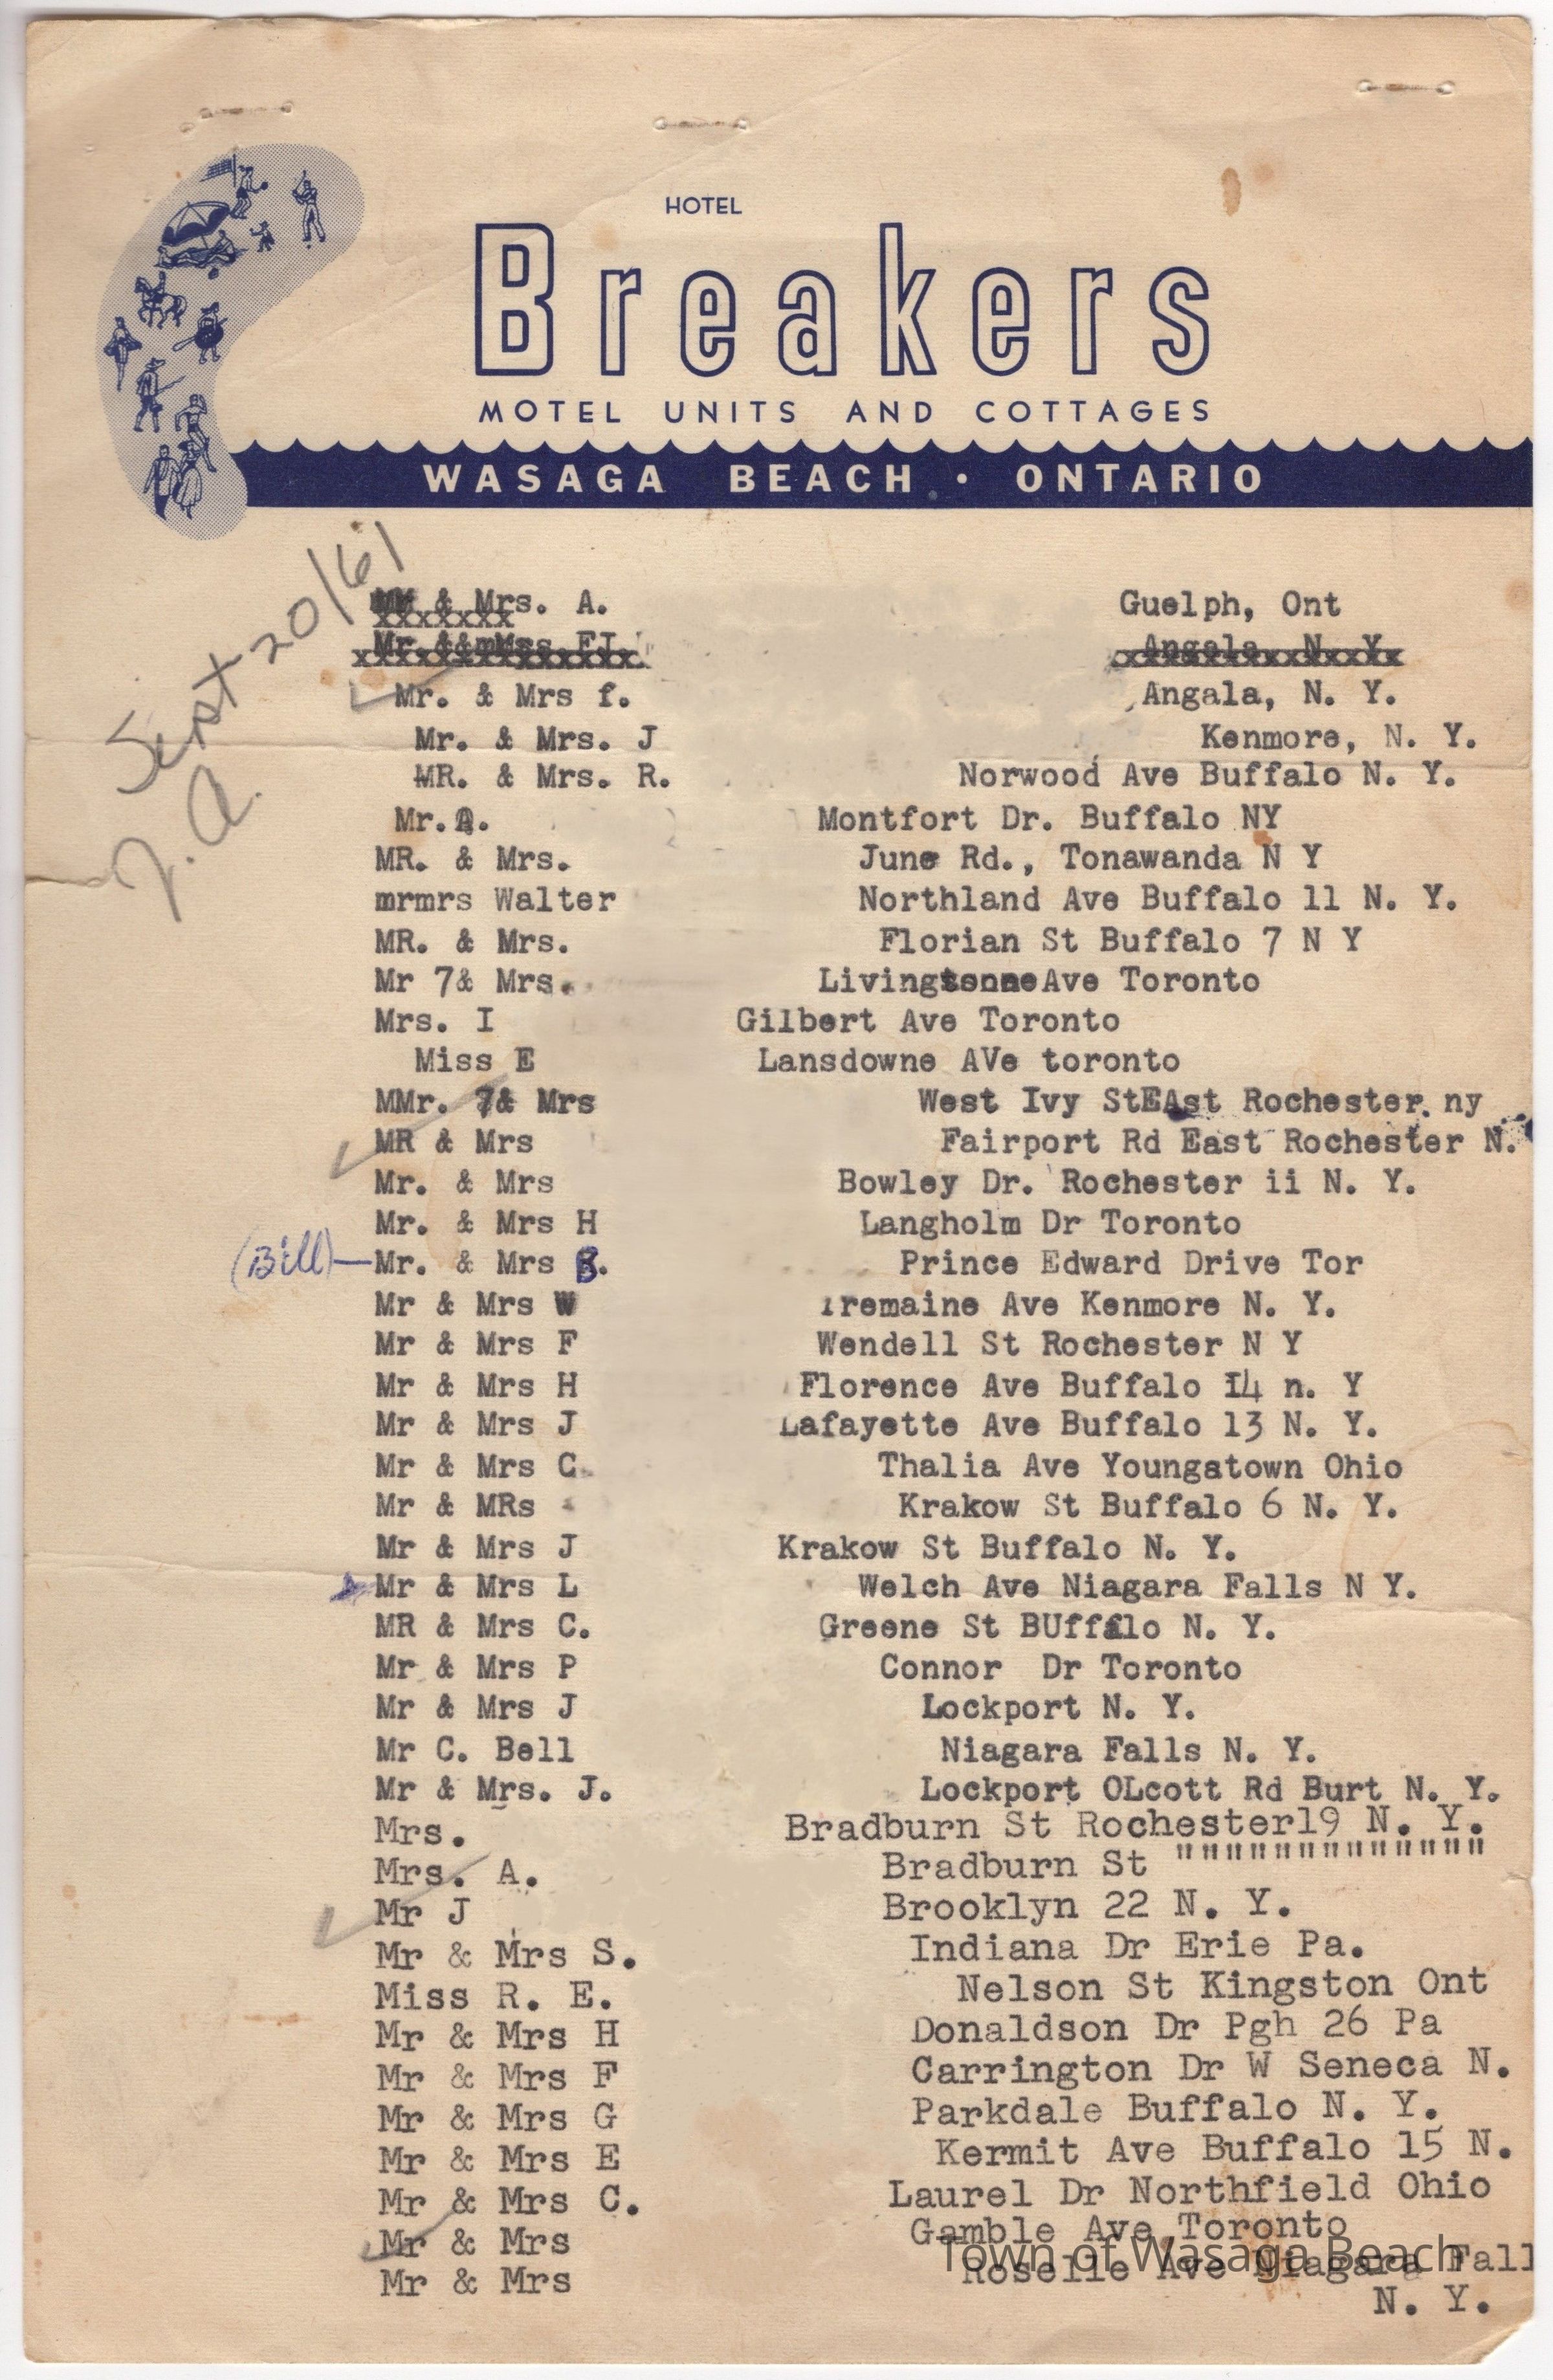 HOTEL
Breakers
MOTEL UNITS AND COTTAGES
WASAGA BEACH · ONTARIO
Sept 20/61
J. A.
Mr & Mrs. A. Guelph, Ont
xxxxxxx
Mr. && mMrs. FJ. Angala, N. Y.
Mr. & Mrs f. Angala, N. Y.
Mr. & Mrs. J Kenmore, N. Y.
MR. & Mrs. R. Norwood Ave Buffalo N. Y.
Mr. A. Montfort Dr. Buffalo NY
MR. & Mrs. June Rd., Tonawanda N Y
mrmrs Walter Northland Ave Buffalo 11 N. Y.
MR. & Mrs. Florian St Buffalo 7 N Y
Mr 7& Mrs. Livingstonne Ave Toronto
Mrs. I Gilbert Ave Toronto
Miss E Lansdowne AVe toronto
MMr. 7& Mrs West Ivy StEAst Rochester. ny
MR & Mrs Fairport Rd East Rochester N.
Mr. & Mrs Bowley Dr. Rochester ii N. Y.
Mr. & Mrs H Langholm Dr Toronto
(Bill)— Mr. & Mrs B. Prince Edward Drive Tor
Mr & Mrs W Tremaine Ave Kenmore N. Y.
Mr & Mrs F Wendell St Rochester N Y
Mr & Mrs H Florence Ave Buffalo I4 n. Y
Mr & Mrs J Lafayette Ave Buffalo 13 N. Y.
Mr & Mrs C Thalia Ave Youngatown Ohio
Mr & MRs Krakow St Buffalo 6 N. Y.
Mr & Mrs J Krakow St Buffalo N. Y.
Mr & Mrs L Welch Ave Niagara Falls N Y.
MR & Mrs C. Greene St BUffalo N. Y.
Mr & Mrs P Connor Dr Toronto
Mr & Mrs J Lockport N. Y.
Mr C. Bell Niagara Falls N. Y.
Mr & Mrs. J. Lockport OLcott Rd Burt N. Y.
Mrs. Bradburn St Rochester19 N. Y.
Mrs. A. Bradburn St """""""""""""
Mr J Brooklyn 22 N. Y.
Mr & Mrs S. Indiana Dr Erie Pa.
Miss R. E. Nelson St Kingston Ont
Mr & Mrs H Donaldson Dr Pgh 26 Pa
Mr & Mrs F Carrington Dr W Seneca N.
Mr & Mrs G Parkdale Buffalo N. Y.
Mr & Mrs E Kermit Ave Buffalo 15 N.
Mr & Mrs C. Laurel Dr Northfield Ohio
Mr & Mrs Gamble Ave Toronto
Mr & Mrs Roselle Ave Niagara Fall
N. Y.
Town of Wasaga Beach